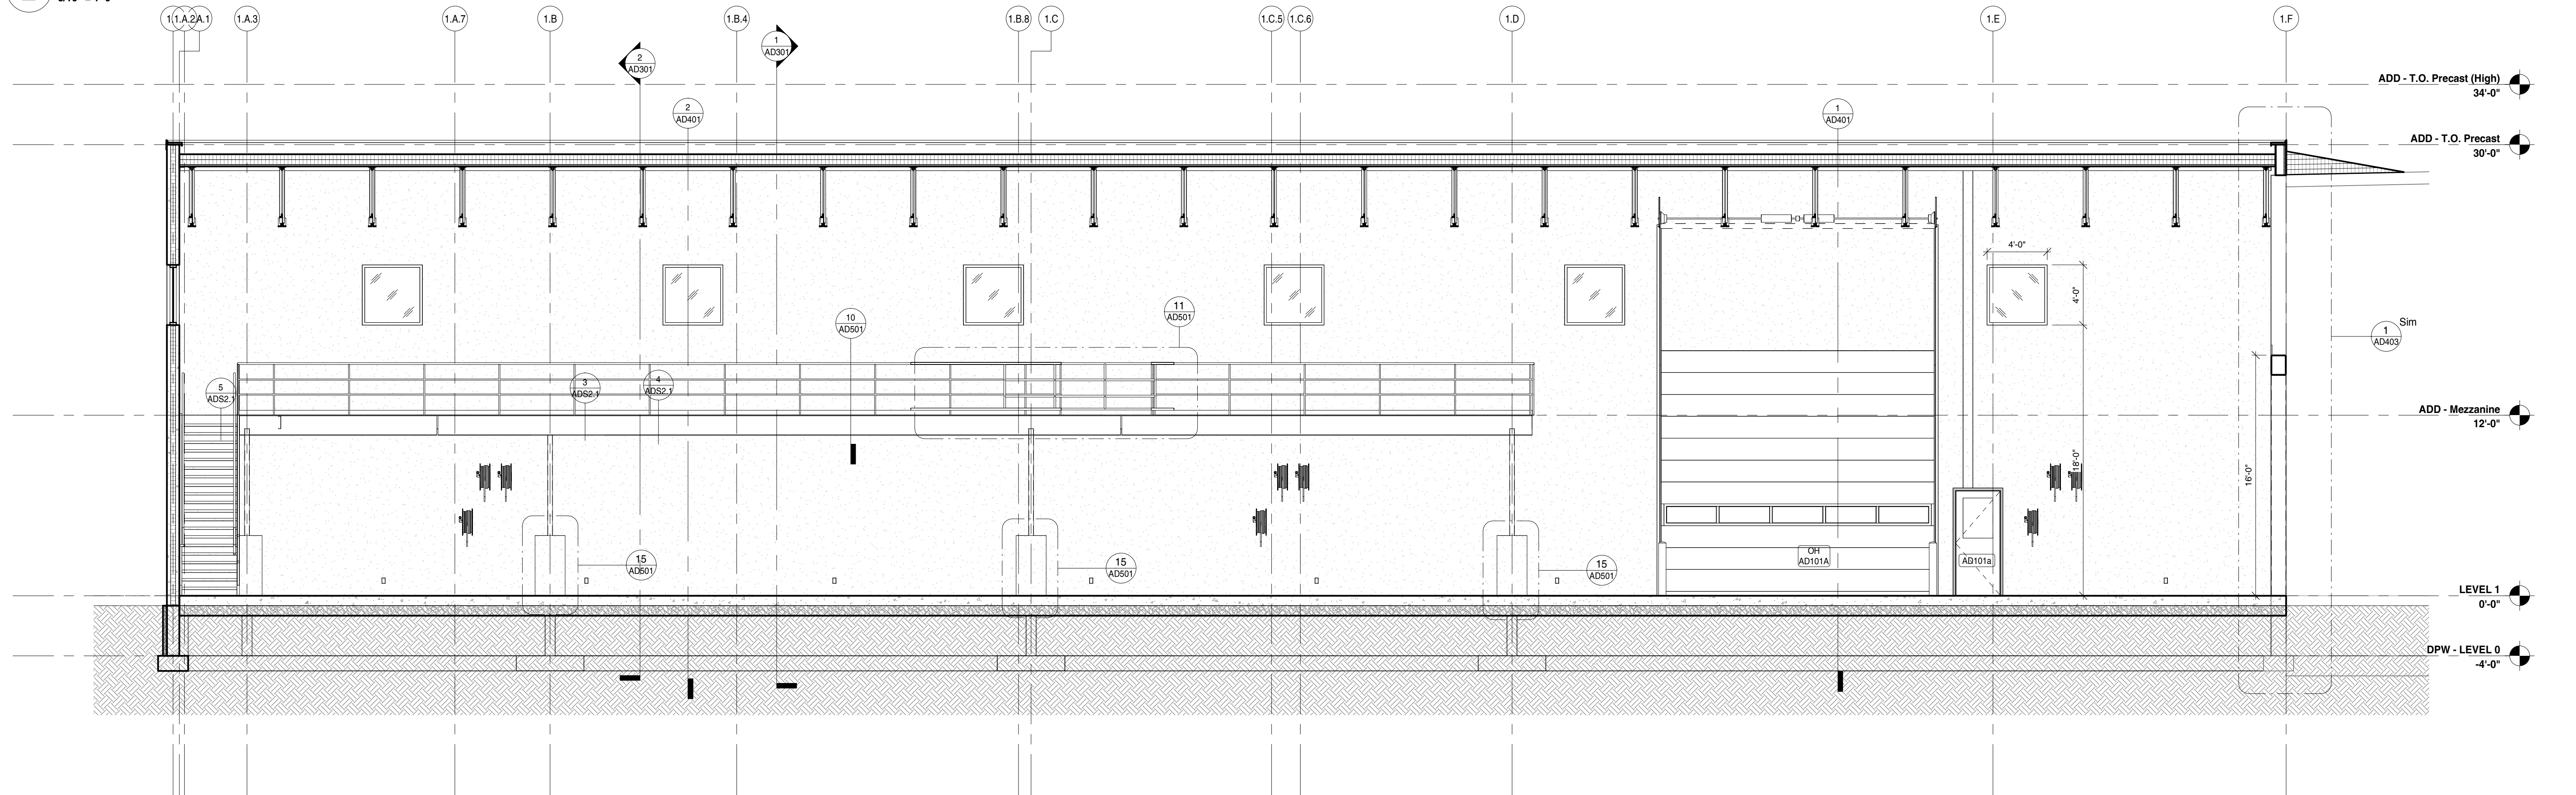 1.A.2
A.1
1.A.3
1.A.7
1.B
1.B.4
1.B.8
1.C
1.C.5
1.C.6
1.D
1.E
1.F
2
AD301
1
AD301
2
AD401
1
AD401
ADD - T.O. Precast (High)
34'-0"
ADD - T.O. Precast
30'-0"
4'-0"
4'-0"
10
AD501
11
AD501
Sim
1
AD403
5
ADS2.1
3
ADS2.1
4
ADS2.1
ADD - Mezzanine
12'-0"
18'-0"
16'-0"
15
AD501
15
AD501
15
AD501
OH
AD101A
AD101a
LEVEL 1
0'-0"
DPW - LEVEL 0
-4'-0"